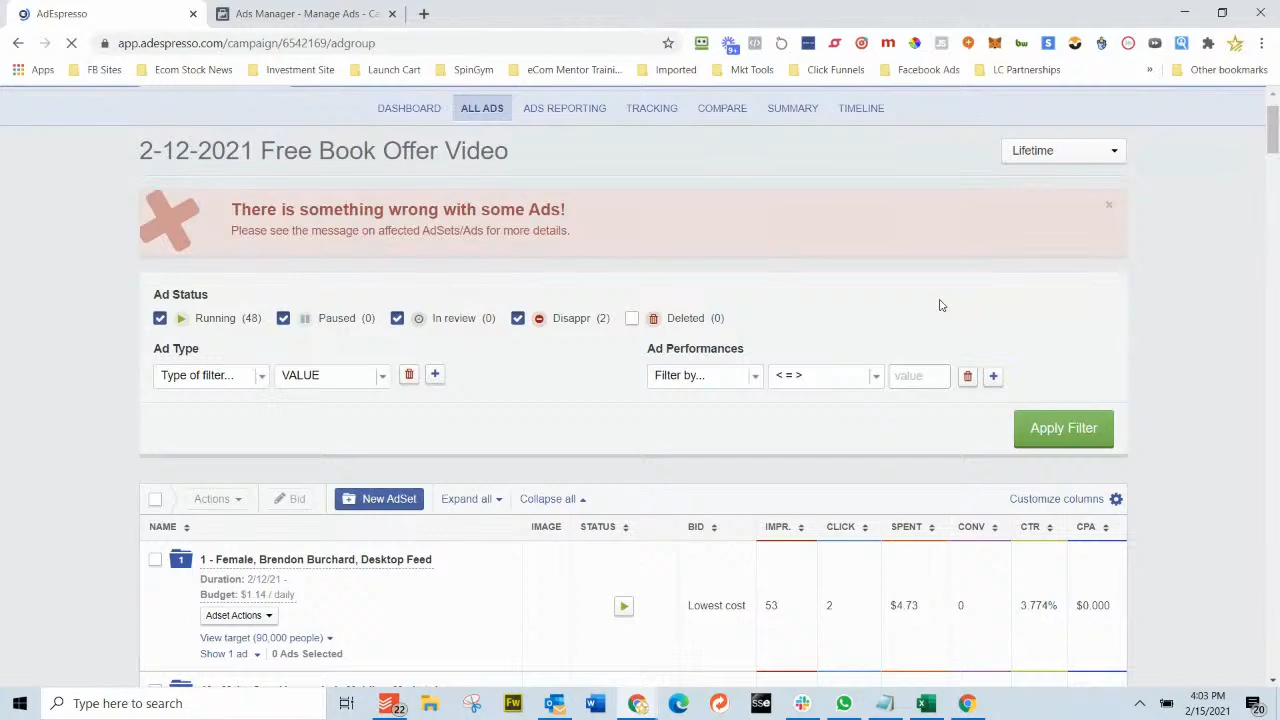 AdEspresso
Ads Manager - Manage Ads - Ca
app.adespresso.com/campaign/6542169/adgroup
Apps
FB Sites
Ecom Stock News
Investment Site
Launch Cart
SpinGym
eCom Mentor Traini...
Imported
Mkt Tools
Click Funnels
Facebook Ads
LC Partnerships
»
Other bookmarks
DASHBOARD
ALL ADS
ADS REPORTING
TRACKING
COMPARE
SUMMARY
TIMELINE
2-12-2021 Free Book Offer Video
Lifetime
There is something wrong with some Ads!
Please see the message on affected AdSets/Ads for more details.
Ad Status
Running (48)
Paused (0)
In review (0)
Disappr (2)
Deleted (0)
Ad Type
Ad Performances
Type of filter...
VALUE
Filter by...
< = >
value
Apply Filter
Actions
Bid
New AdSet
Expand all
Collapse all
Customize columns
NAME
IMAGE
STATUS
BID
IMPR.
CLICK
SPENT
CONV
CTR
CPA
1
1 - Female, Brendon Burchard, Desktop Feed
Duration: 2/12/21 -
Budget: $1.14 / daily
Adset Actions
Lowest cost
53
2
$4.73
0
3.774%
$0.000
View target (90,000 people)
Show 1 ad
0 Ads Selected
Type here to search
22
4:03 PM
2/15/2021
20